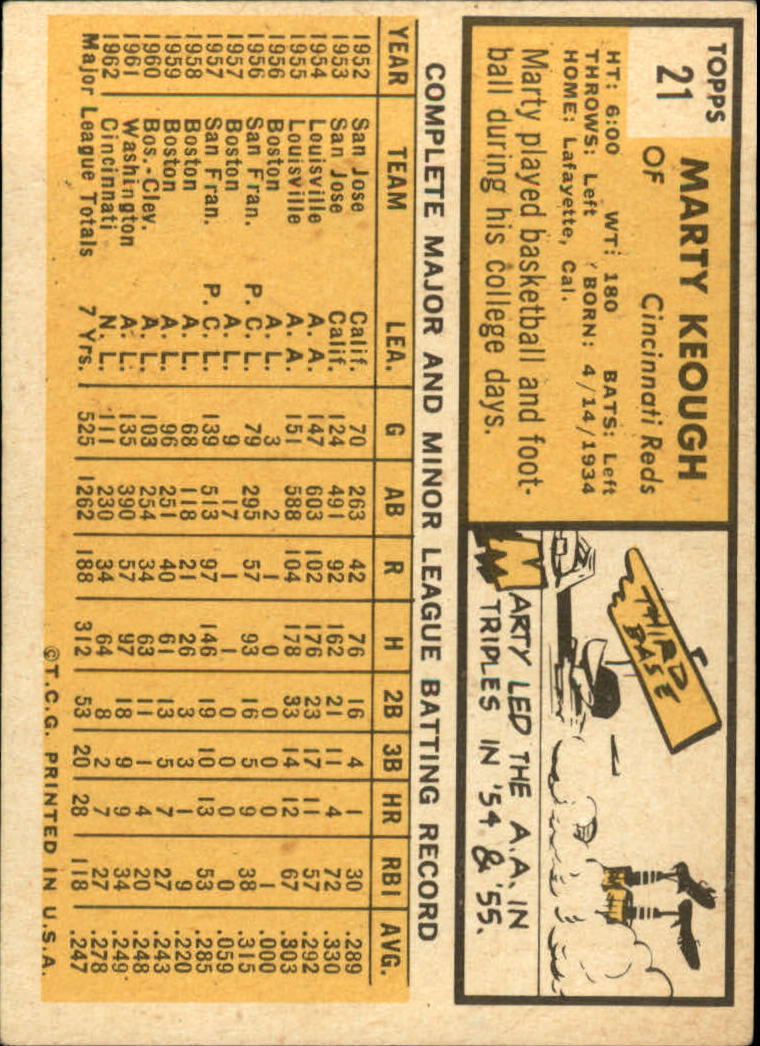 TOPPS
21
MARTY KEOUGH
OF Cincinnati Reds
HT: 6:00 WT: 180 BATS: Left
THROWS: Left BORN: 4/14/1934
HOME: Lafayette, Cal.
Marty played basketball and foot-
ball during his college days.
THIRD
BASE
MARTY LED THE A.A. IN
TRIPLES IN '54 & '55.
COMPLETE MAJOR AND MINOR LEAGUE BATTING RECORD
YEAR TEAM LEA. G AB R H 2B 3B HR RBI AVG.
1952 San Jose Calif. 70 263 42 76 16 4 1 30 .289
1953 San Jose Calif. 124 491 92 162 21 11 4 72 .330
1954 Louisville A. A. 147 603 102 176 23 17 11 57 .292
1955 Louisville A. A. 151 588 104 178 33 14 12 67 .303
1956 Boston A. L. 3 2 1 0 0 0 0 1 .000
1956 San Fran. P. C. L. 79 295 57 93 16 5 9 38 .315
1957 Boston A. L. 9 17 1 1 0 0 0 0 .059
1957 San Fran. P. C. L. 139 513 97 146 19 10 13 53 .285
1958 Boston A. L. 68 118 21 26 3 3 1 9 .220
1959 Boston A. L. 96 251 40 61 13 5 7 27 .243
1960 Bos.-Clev. A. L. 103 254 34 63 11 1 4 20 .248
1961 Washington A. L. 135 390 57 97 18 9 9 34 .249
1962 Cincinnati N. L. 111 230 34 64 8 2 7 27 .278
Major League Totals 7 Yrs. 525 1262 188 312 53 20 28 118 .247
©T.C.G. PRINTED IN U.S.A.